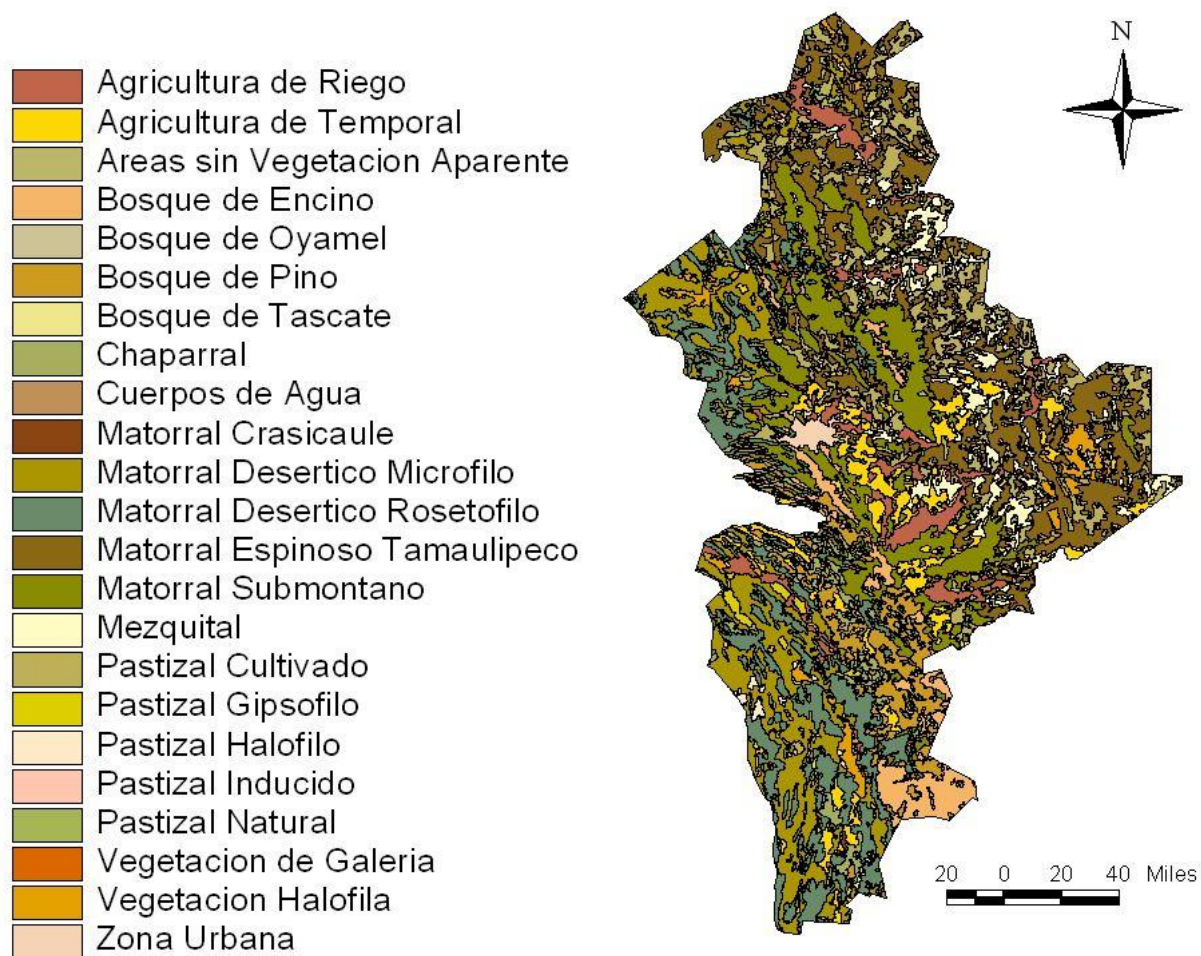 Agricultura de Riego
Agricultura de Temporal
Areas sin Vegetacion Aparente
Bosque de Encino
Bosque de Oyamel
Bosque de Pino
Bosque de Tascate
Chaparral
Cuerpos de Agua
Matorral Crasicaule
Matorral Desertico Microfilo
Matorral Desertico Rosetofilo
Matorral Espinoso Tamaulipeco
Matorral Submontano
Mezquital
Pastizal Cultivado
Pastizal Gipsofilo
Pastizal Halofilo
Pastizal Inducido
Pastizal Natural
Vegetacion de Galeria
Vegetacion Halofila
Zona Urbana
N
20 0 20 40 Miles